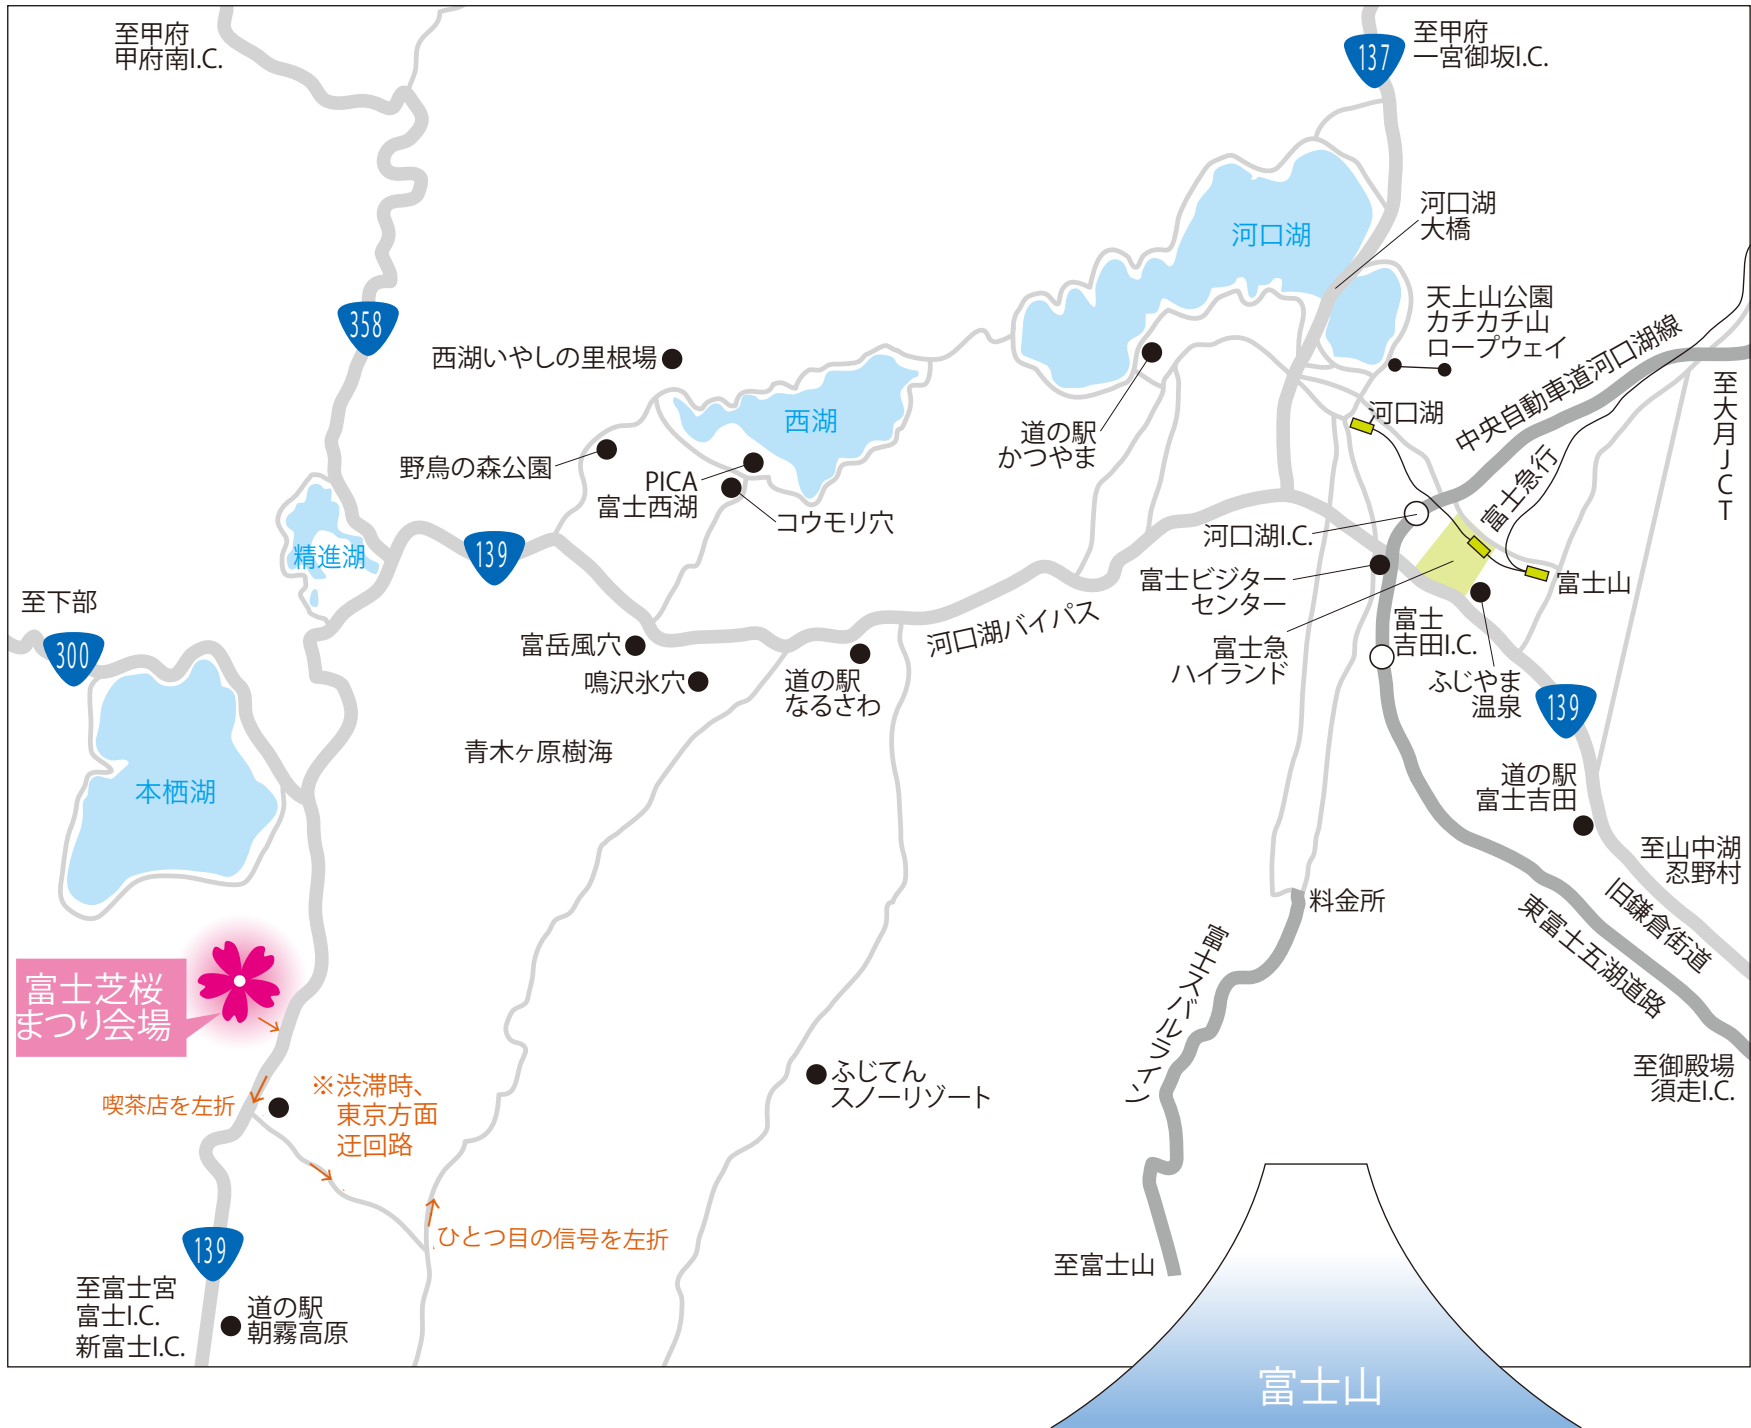 至甲府
甲府南I.C.
137
至甲府
一宮御坂I.C.
河口湖
大橋
河口湖
天上山公園
カチカチ山
ロープウェイ
358
西湖いやしの里根場
中央自動車道河口湖線
至大月JCT
河口湖
西湖
道の駅
かつやま
野鳥の森公園
PICA
富士西湖
コウモリ穴
富士急行
139
精進湖
河口湖I.C.
富士ビジター
センター
富士山
至下部
300
富岳風穴
鳴沢氷穴
道の駅
なるさわ
河口湖バイパス
富士急
ハイランド
富士
吉田I.C.
ふじやま
温泉
139
青木ヶ原樹海
本栖湖
道の駅
富士吉田
至山中湖
忍野村
料金所
旧鎌倉街道
東富士五湖道路
富士スバルライン
富士芝桜
まつり会場
至御殿場
須走I.C.
ふじてん
スノーリゾート
喫茶店を左折
※渋滞時、
東京方面
迂回路
ひとつ目の信号を左折
139
至富士宮
富士I.C.
新富士I.C.
道の駅
朝霧高原
至富士山
富士山